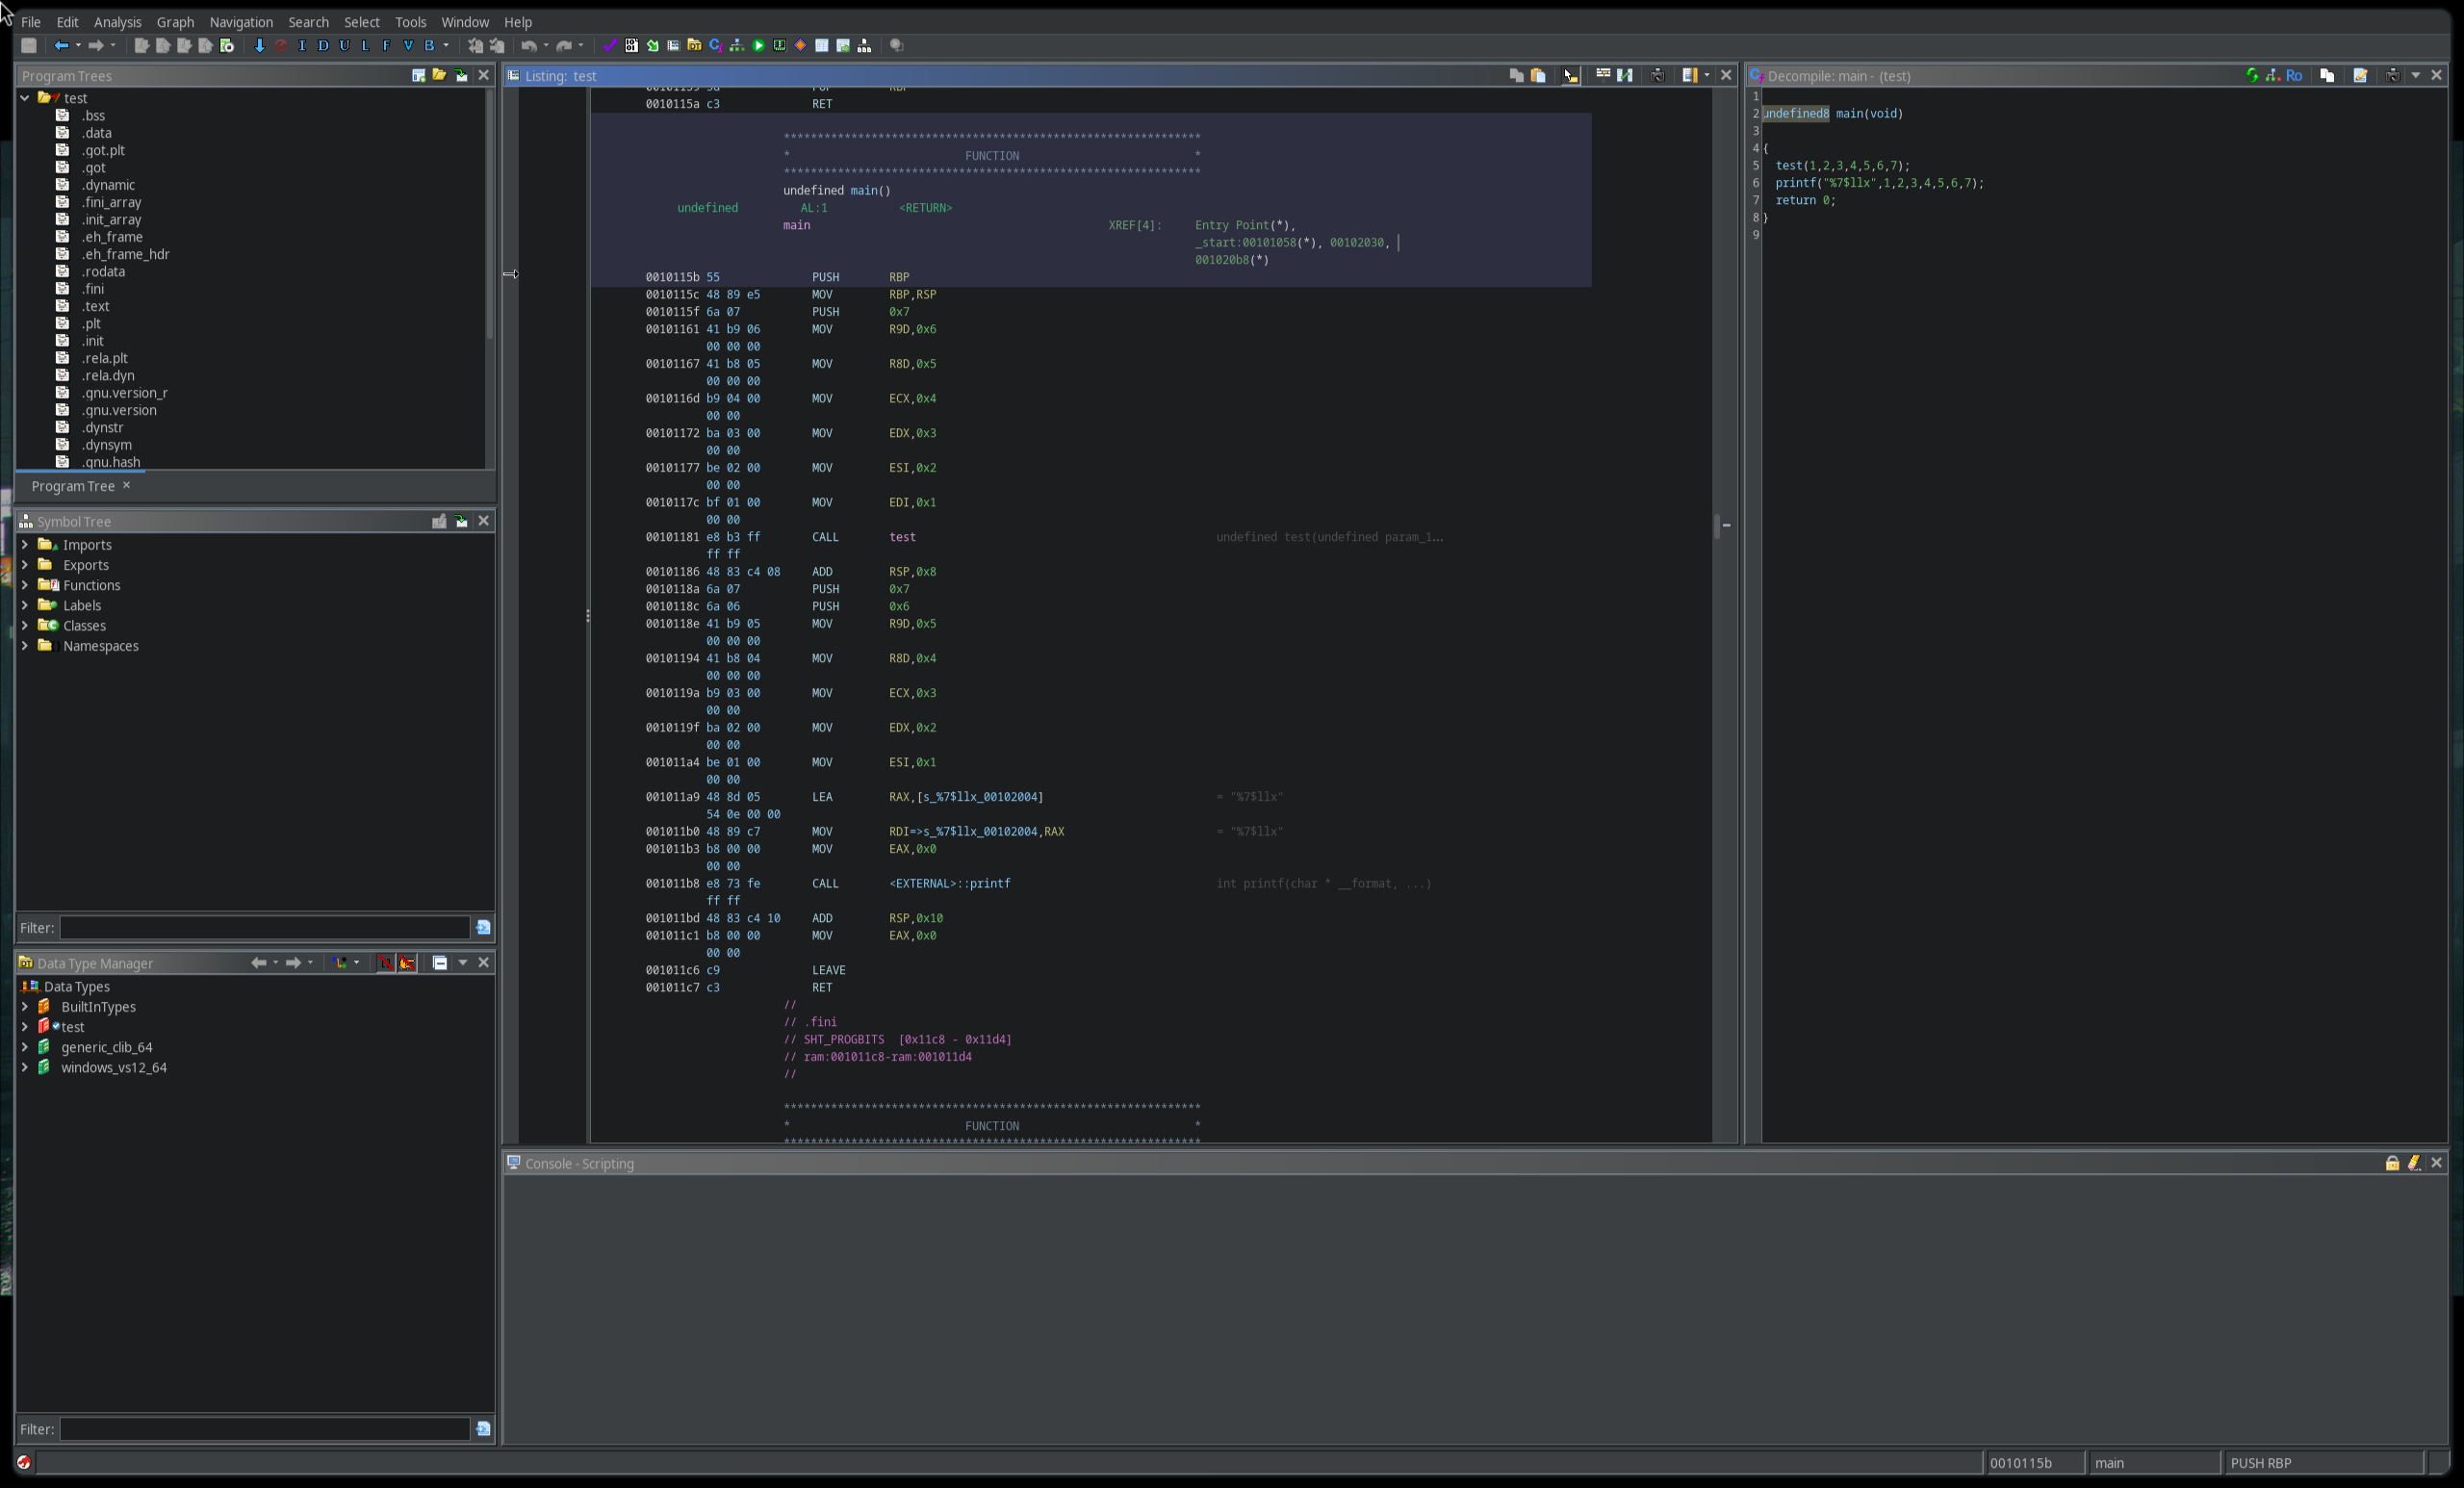 File Edit Analysis Graph Navigation Search Select Tools Window Help
I D U L F V B
Program Trees
test
.bss
.data
.got.plt
.got
.dynamic
.fini_array
.init_array
.eh_frame
.eh_frame_hdr
.rodata
.fini
.text
.plt
.init
.rela.plt
.rela.dyn
.gnu.version_r
.gnu.version
.dynstr
.dynsym
.gnu.hash
Program Tree ×
Symbol Tree
Imports
Exports
Functions
Labels
Classes
Namespaces
Filter:
Data Type Manager
Data Types
BuiltInTypes
test
generic_clib_64
windows_vs12_64
Filter:
Listing: test
0010115a c3 RET
**************************************************************
* FUNCTION *
**************************************************************
undefined main()
undefined AL:1 <RETURN>
main XREF[4]: Entry Point(*),
_start:00101058(*), 00102030,
001020b8(*)
0010115b 55 PUSH RBP
0010115c 48 89 e5 MOV RBP,RSP
0010115f 6a 07 PUSH 0x7
00101161 41 b9 06 MOV R9D,0x6
00 00 00
00101167 41 b8 05 MOV R8D,0x5
00 00 00
0010116d b9 04 00 MOV ECX,0x4
00 00
00101172 ba 03 00 MOV EDX,0x3
00 00
00101177 be 02 00 MOV ESI,0x2
00 00
0010117c bf 01 00 MOV EDI,0x1
00 00
00101181 e8 b3 ff CALL test undefined test(undefined param_1...
ff ff
00101186 48 83 c4 08 ADD RSP,0x8
0010118a 6a 07 PUSH 0x7
0010118c 6a 06 PUSH 0x6
0010118e 41 b9 05 MOV R9D,0x5
00 00 00
00101194 41 b8 04 MOV R8D,0x4
00 00 00
0010119a b9 03 00 MOV ECX,0x3
00 00
0010119f ba 02 00 MOV EDX,0x2
00 00
001011a4 be 01 00 MOV ESI,0x1
00 00
001011a9 48 8d 05 LEA RAX,[s_%7$llx_00102004] = "%7$llx"
54 0e 00 00
001011b0 48 89 c7 MOV RDI=>s_%7$llx_00102004,RAX = "%7$llx"
001011b3 b8 00 00 MOV EAX,0x0
00 00
001011b8 e8 73 fe CALL <EXTERNAL>::printf int printf(char * __format, ...)
ff ff
001011bd 48 83 c4 10 ADD RSP,0x10
001011c1 b8 00 00 MOV EAX,0x0
00 00
001011c6 c9 LEAVE
001011c7 c3 RET
//
// .fini
// SHT_PROGBITS [0x11c8 - 0x11d4]
// ram:001011c8-ram:001011d4
//
**************************************************************
* FUNCTION *
**************************************************************
Decompile: main - (test)
Ro
1
2 undefined8 main(void)
3
4 {
5 test(1,2,3,4,5,6,7);
6 printf("%7$llx",1,2,3,4,5,6,7);
7 return 0;
8 }
9
Console - Scripting
0010115b main PUSH RBP